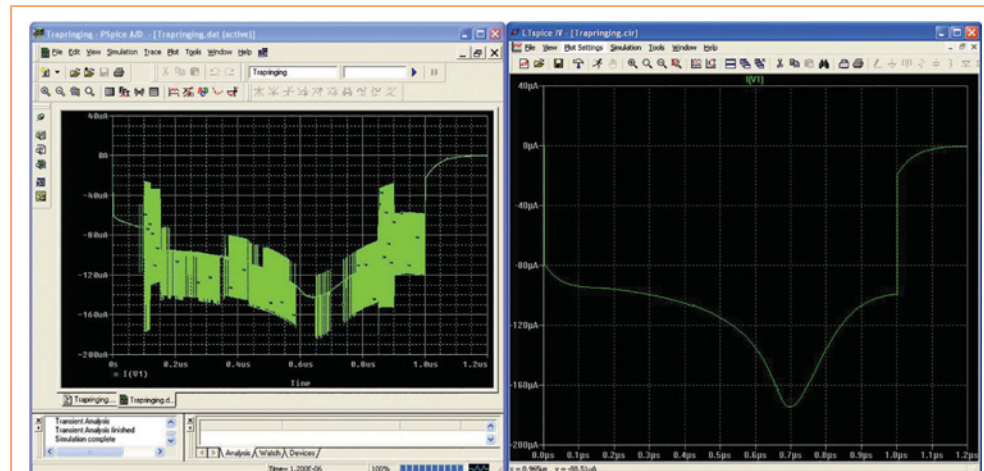 Trapringing - PSpice A/D - [Trapringing.dat (active)]
File Edit View Simulation Trace Plot Tools Window Help
Trapringing
40uA
0A
-40uA
-80uA
-120uA
-160uA
-200uA
0s 0.2us 0.4us 0.6us 0.8us 1.0us 1.2us
I(V1)
Time
Trapringing... Trapringing.d...
Transient Analysis
Transient Analysis finished
Simulation complete
Analysis Watch Devices
Time= 1.200E-06 100%
LTspice IV - [Trapringing.cir]
File View Plot Settings Simulation Tools Window Help
I(V1)
40µA
0µA
-40µA
-80µA
-120µA
-160µA
-200µA
0.0µs 0.1µs 0.2µs 0.3µs 0.4µs 0.5µs 0.6µs 0.7µs 0.8µs 0.9µs 1.0µs 1.1µs 1.2µs
x = 0.965µs y = -88.51µA